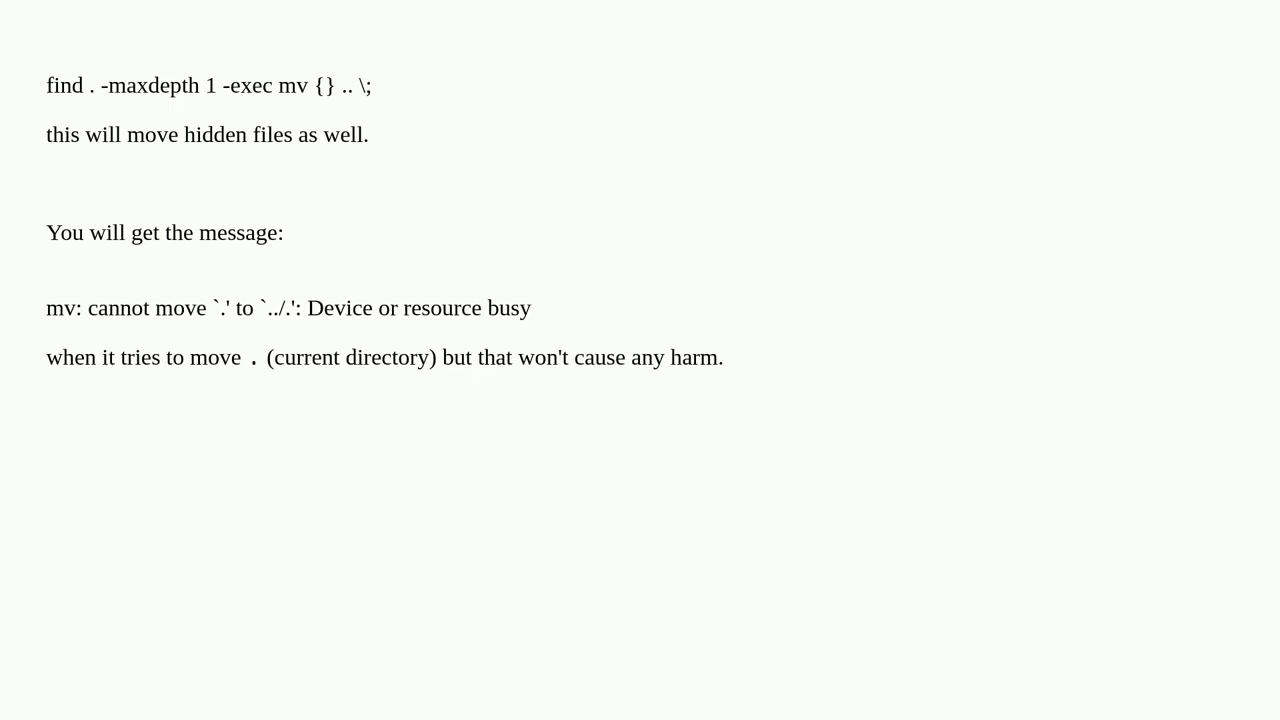 find . -maxdepth 1 -exec mv {} .. \;
this will move hidden files as well.
You will get the message:
mv: cannot move `.' to `../.': Device or resource busy
when it tries to move . (current directory) but that won't cause any harm.